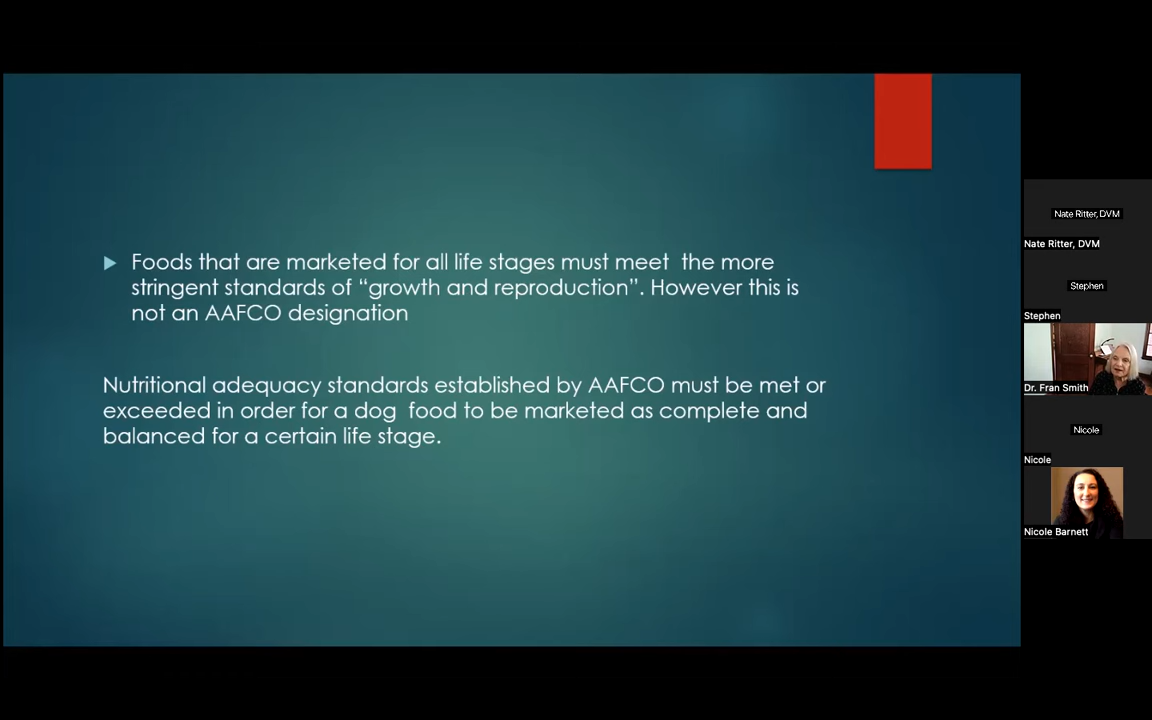 Foods that are marketed for all life stages must meet  the more
stringent standards of “growth and reproduction”. However this is
not an AAFCO designation
Nutritional adequacy standards established by AAFCO must be met or
exceeded in order for a dog  food to be marketed as complete and
balanced for a certain life stage.
Nate Ritter, DVM
Nate Ritter, DVM
Stephen
Stephen
Dr. Fran Smith
Nicole
Nicole
Nicole Barnett